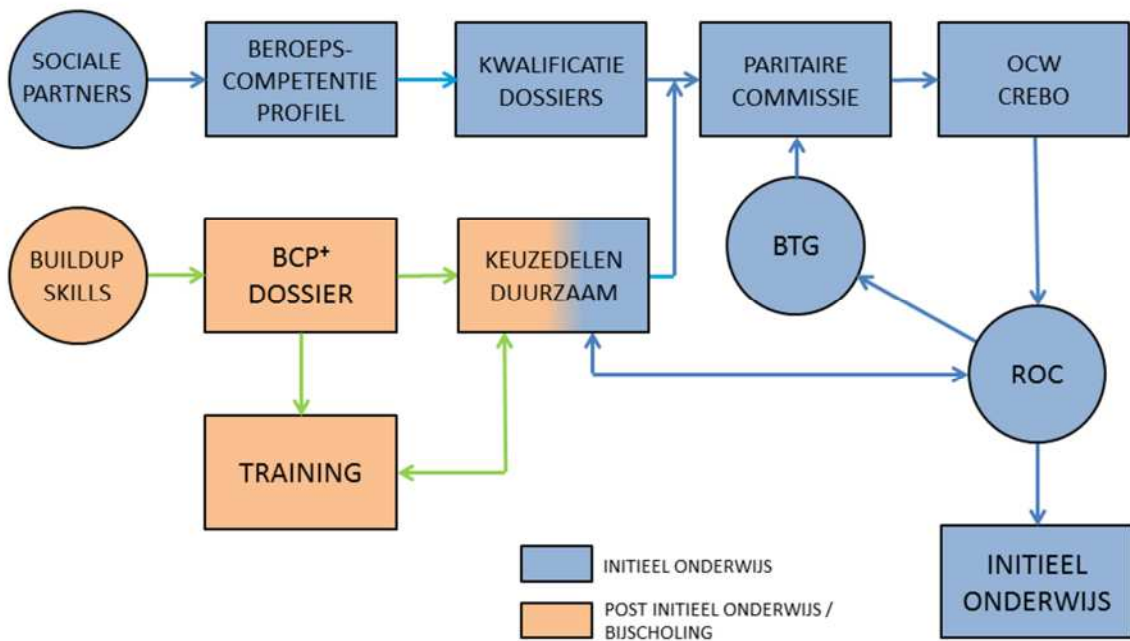 SOCIALE
PARTNERS
BEROEPS-
COMPETENTIE
PROFIEL
KWALIFICATIE
DOSSIERS
PARITAIRE
COMMISSIE
OCW
CREBO
BUILDUP
SKILLS
BCP+
DOSSIER
KEUZEDELEN
DUURZAAM
BTG
ROC
TRAINING
INITIEEL
ONDERWIJS
INITIEEL ONDERWIJS
POST INITIEEL ONDERWIJS /
BIJSCHOLING